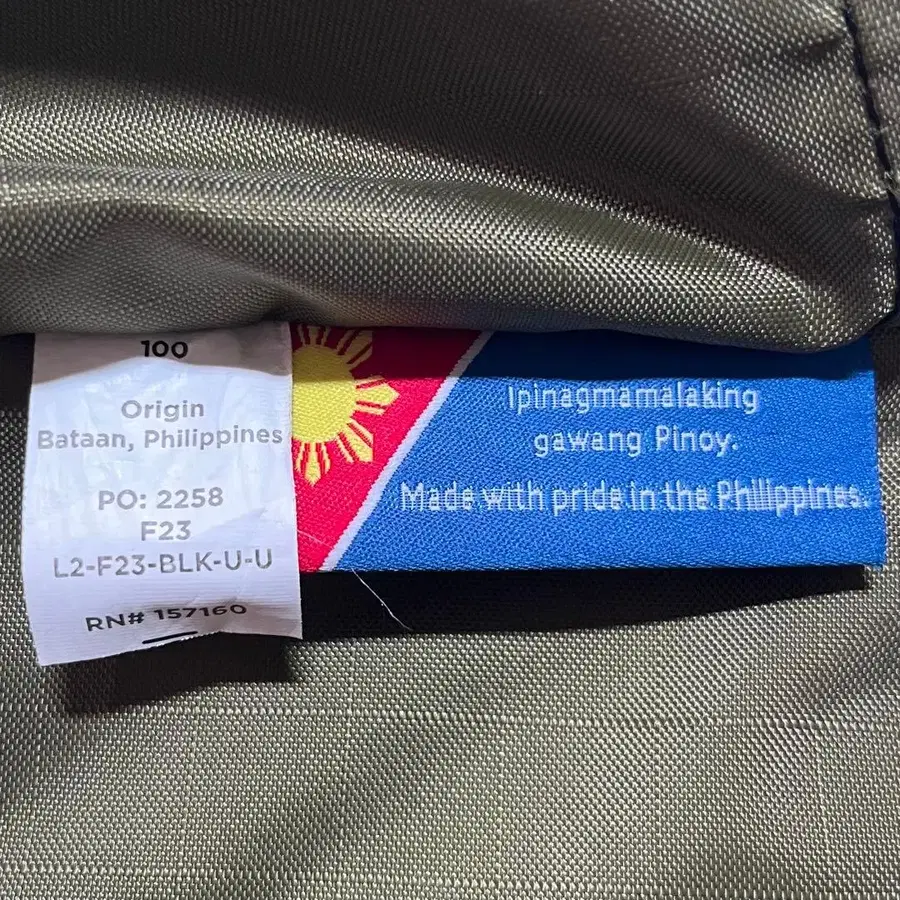 100
Origin
Bataan, Philippines
PO: 2258
F23
L2-F23-BLK-U-U
RN# 157160
Ipinagmamalaking
gawang Pinoy.
Made with pride in the Philippines.